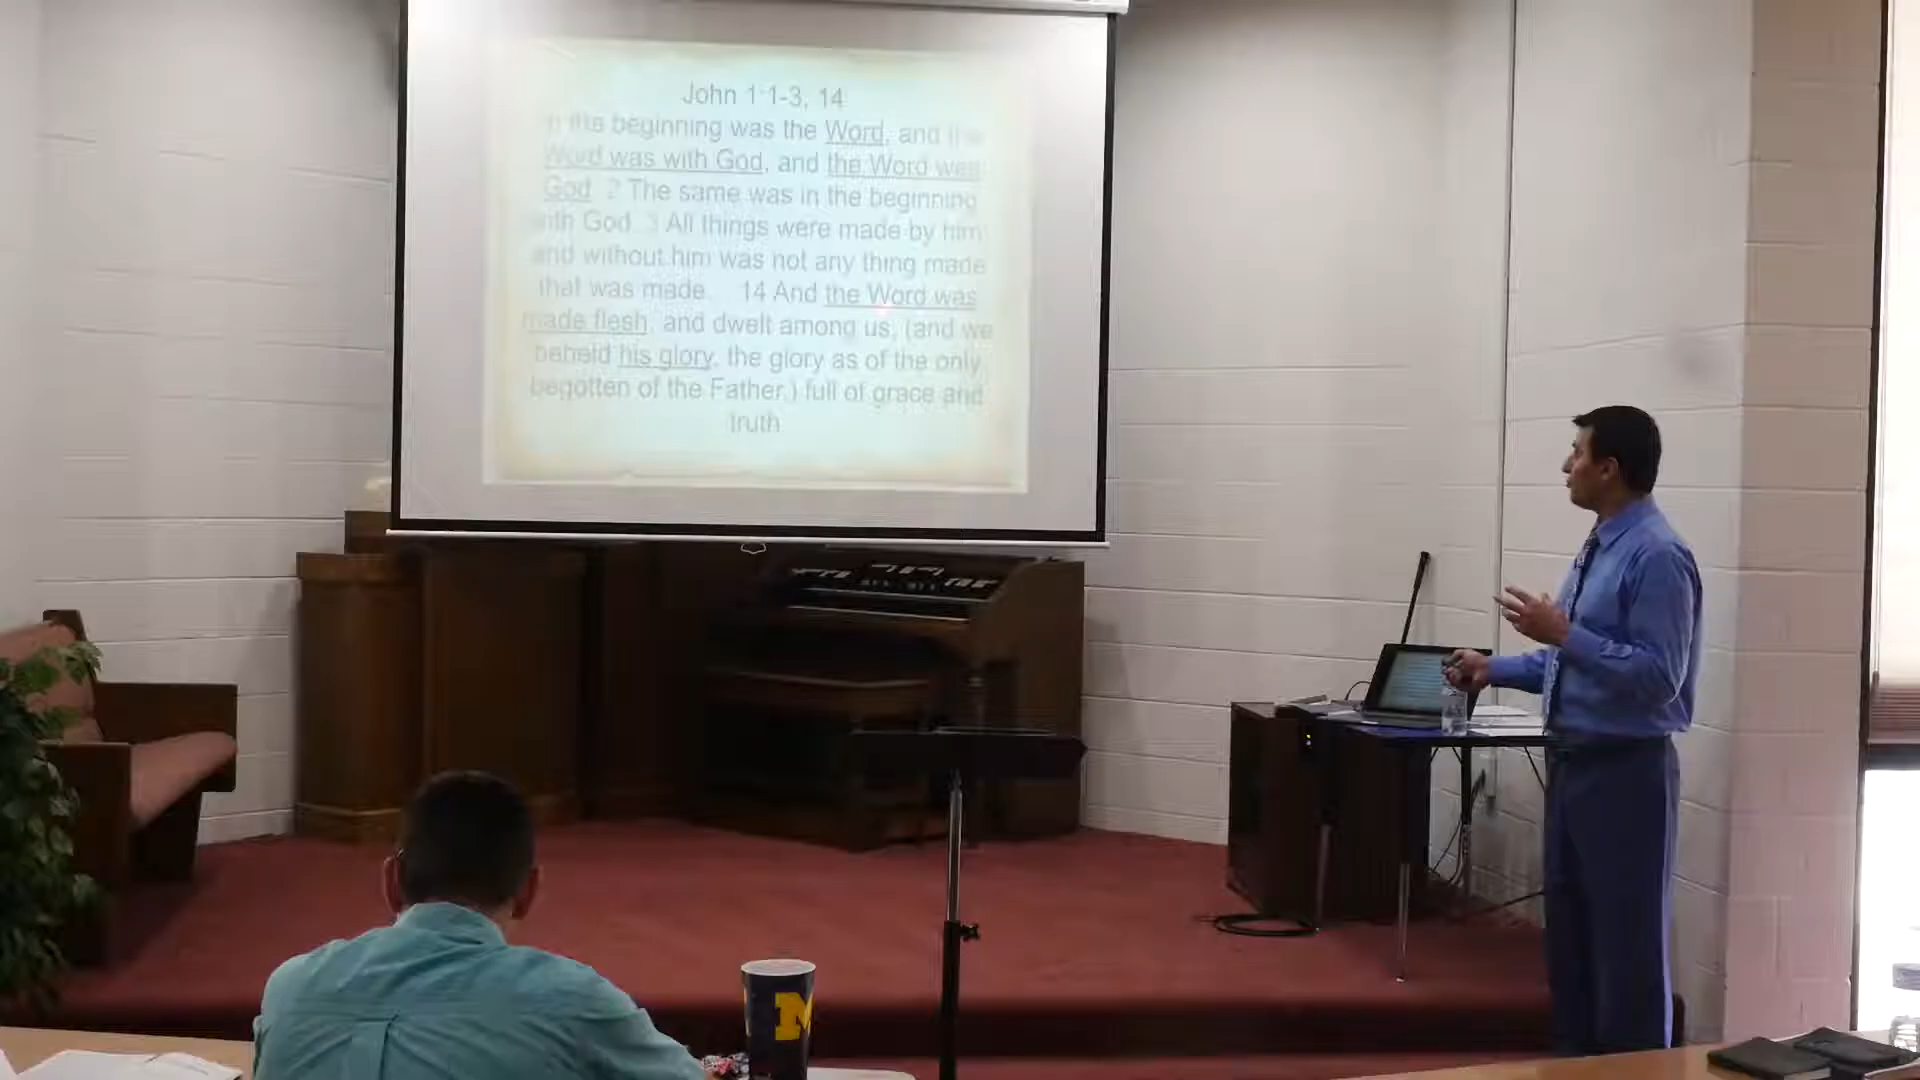 John 1:1-3, 14
In the beginning was the Word, and the
Word was with God, and the Word was
God. 2 The same was in the beginning
with God. 3 All things were made by him
and without him was not any thing made
that was made. 14 And the Word was
made flesh, and dwelt among us, (and we
beheld his glory, the glory as of the only
begotten of the Father,) full of grace and
truth
M